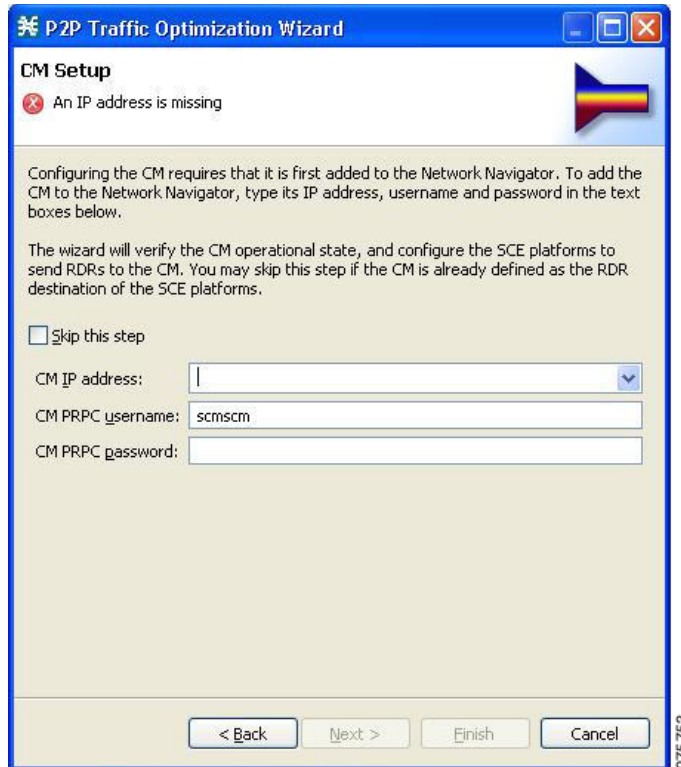 P2P Traffic Optimization Wizard
CM Setup
An IP address is missing
Configuring the CM requires that it is first added to the Network Navigator. To add the
CM to the Network Navigator, type its IP address, username and password in the text
boxes below.
The wizard will verify the CM operational state, and configure the SCE platforms to
send RDRs to the CM. You may skip this step if the CM is already defined as the RDR
destination of the SCE platforms.
Skip this step
CM IP address:
CM PRPC username: scmscm
CM PRPC password:
< Back Next > Finish Cancel